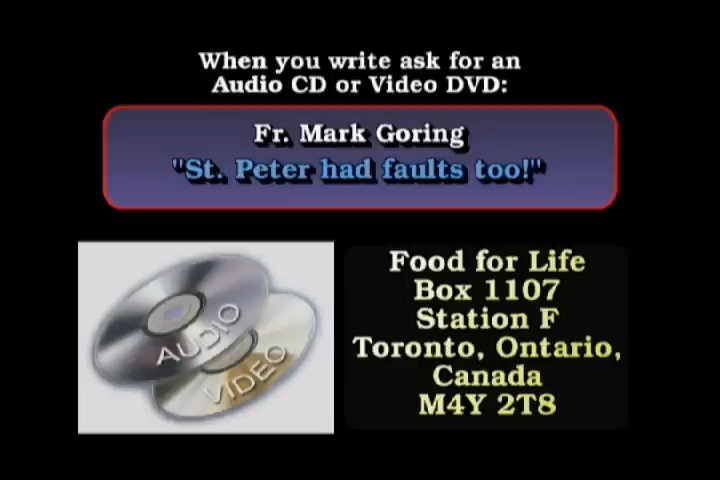 When you write ask for an
Audio CD or Video DVD:
Fr. Mark Goring
"St. Peter had faults too!"
AUDIO
VIDEO
Food for Life
Box 1107
Station F
Toronto, Ontario,
Canada
M4Y 2T8